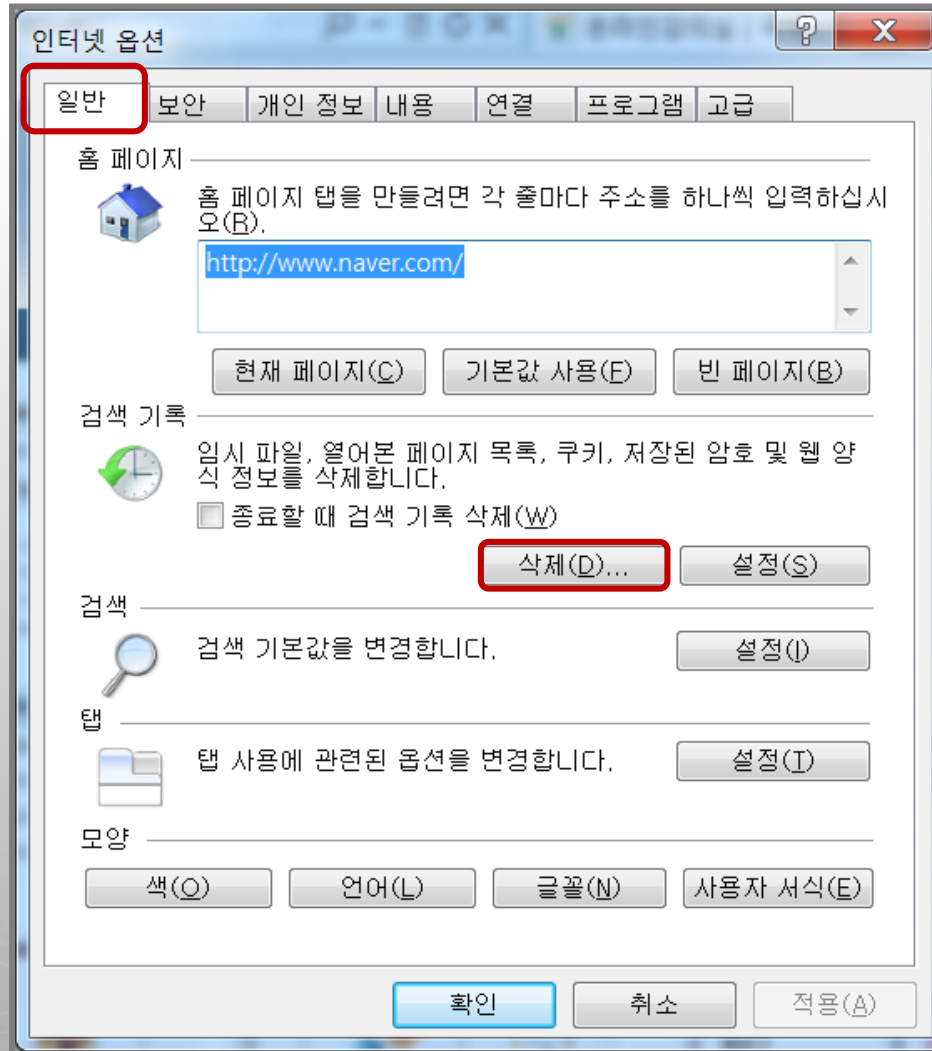 인터넷 옵션
일반 보안 개인 정보 내용 연결 프로그램 고급
홈 페이지
홈 페이지 탭을 만들려면 각 줄마다 주소를 하나씩 입력하십시
오(R).
http://www.naver.com/
현재 페이지(C) 기본값 사용(F) 빈 페이지(B)
검색 기록
임시 파일, 열어본 페이지 목록, 쿠키, 저장된 암호 및 웹 양
식 정보를 삭제합니다.
종료할 때 검색 기록 삭제(W)
삭제(D)... 설정(S)
검색
검색 기본값을 변경합니다. 설정(I)
탭
탭 사용에 관련된 옵션을 변경합니다. 설정(T)
모양
색(O) 언어(L) 글꼴(N) 사용자 서식(E)
확인 취소 적용(A)